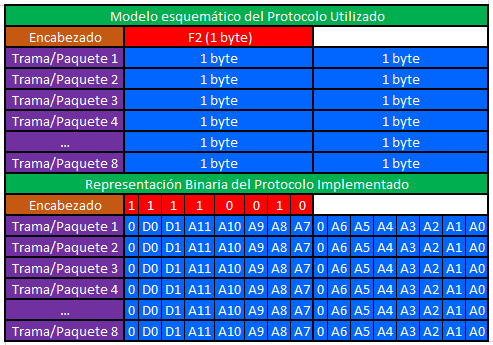 Modelo esquemático del Protocolo Utilizado
Encabezado F2 (1 byte)
Trama/Paquete 1 1 byte 1 byte
Trama/Paquete 2 1 byte 1 byte
Trama/Paquete 3 1 byte 1 byte
Trama/Paquete 4 1 byte 1 byte
... 1 byte 1 byte
Trama/Paquete 8 1 byte 1 byte
Representación Binaria del Protocolo Implementado
Encabezado 1 1 1 1 0 0 1 0
Trama/Paquete 1 0 D0 D1 A11 A10 A9 A8 A7 0 A6 A5 A4 A3 A2 A1 A0
Trama/Paquete 2 0 D0 D1 A11 A10 A9 A8 A7 0 A6 A5 A4 A3 A2 A1 A0
Trama/Paquete 3 0 D0 D1 A11 A10 A9 A8 A7 0 A6 A5 A4 A3 A2 A1 A0
Trama/Paquete 4 0 D0 D1 A11 A10 A9 A8 A7 0 A6 A5 A4 A3 A2 A1 A0
... 0 D0 D1 A11 A10 A9 A8 A7 0 A6 A5 A4 A3 A2 A1 A0
Trama/Paquete 8 0 D0 D1 A11 A10 A9 A8 A7 0 A6 A5 A4 A3 A2 A1 A0